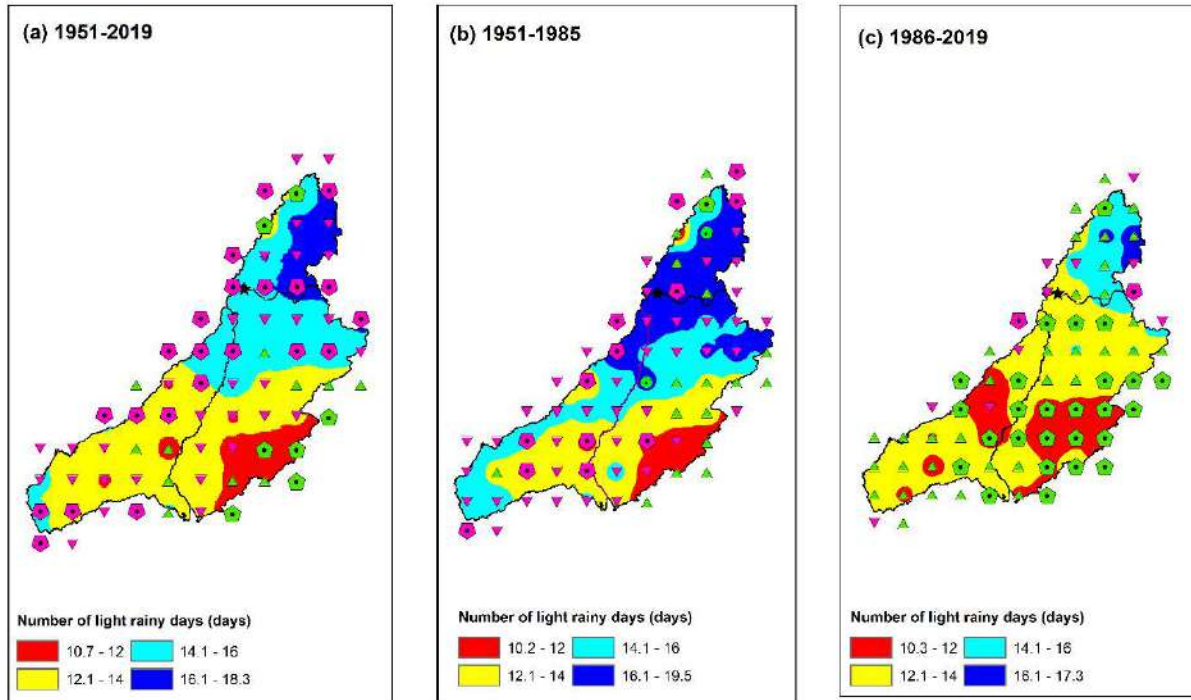 (a) 1951-2019
Number of light rainy days (days)
10.7 - 12
14.1 - 16
12.1 - 14
16.1 - 18.3
(b) 1951-1985
Number of light rainy days (days)
10.2 - 12
14.1 - 16
12.1 - 14
16.1 - 19.5
(c) 1986-2019
Number of light rainy days (days)
10.3 - 12
14.1 - 16
12.1 - 14
16.1 - 17.3